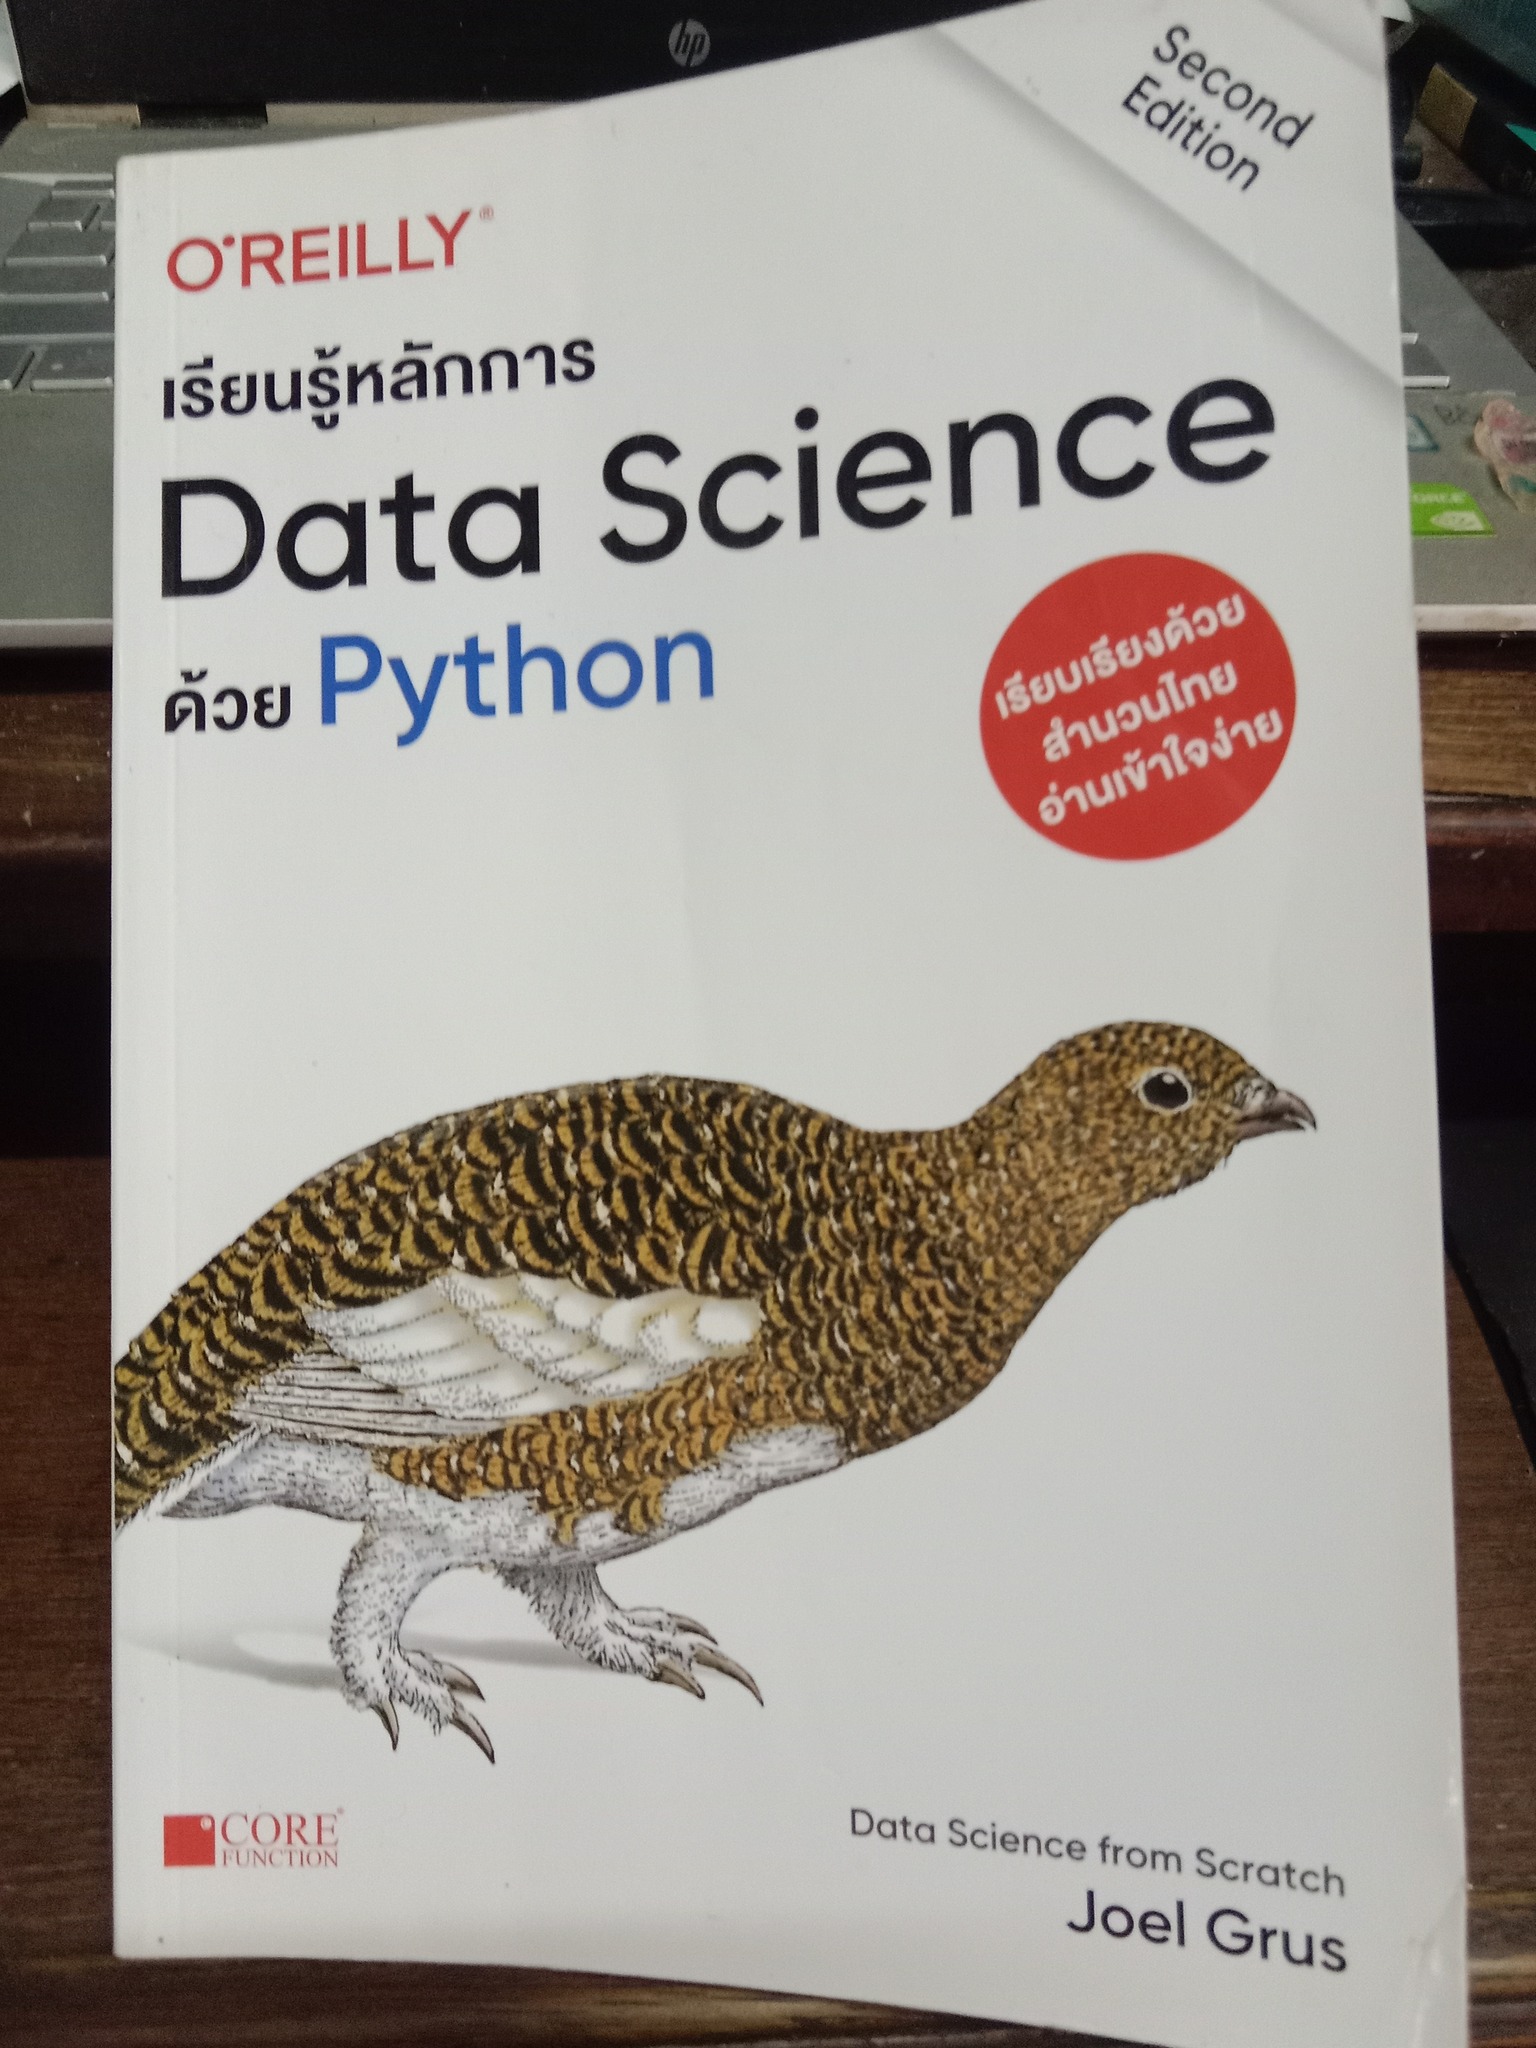 hp
Second
Edition
O'REILLY®
เรียนรู้หลักการ
Data Science
ด้วย Python
เรียบเรียงด้วย
สำนวนไทย
อ่านเข้าใจง่าย
CORE
FUNCTION
Data Science from Scratch
Joel Grus